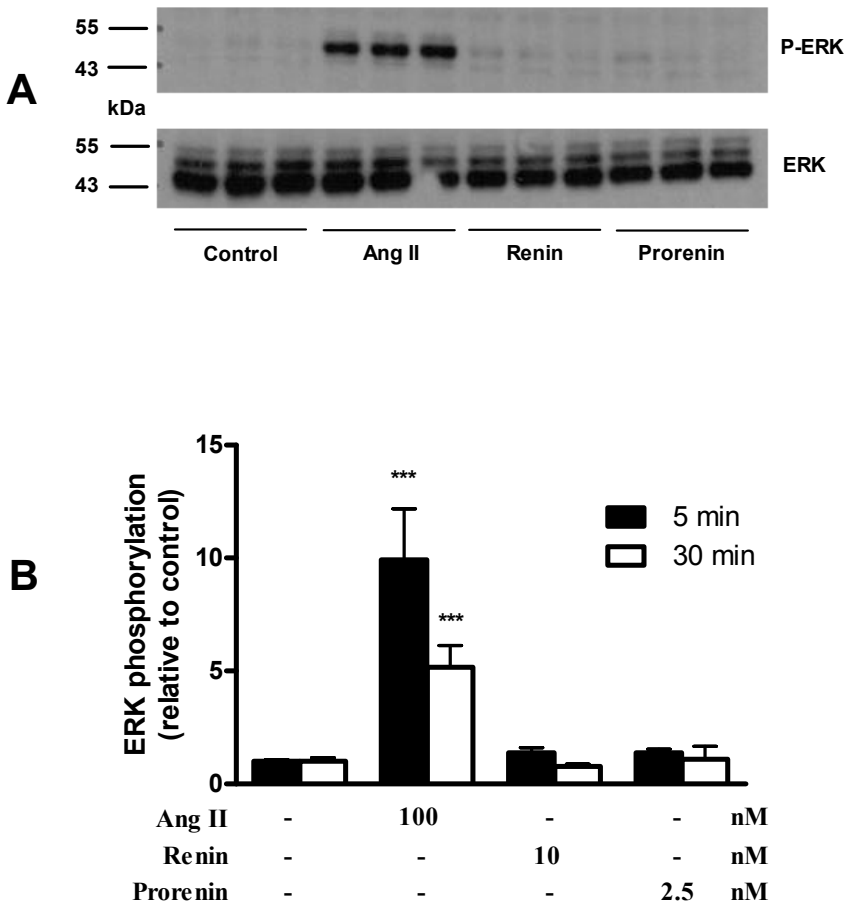 A
55
43
P-ERK
kDa
55
43
ERK
Control Ang II Renin Prorenin
B
ERK phosphorylation
(relative to control)
15
10
5
0
***
***
5 min
30 min
Ang II - 100 - - nM
Renin - - 10 - nM
Prorenin - - - 2.5 nM